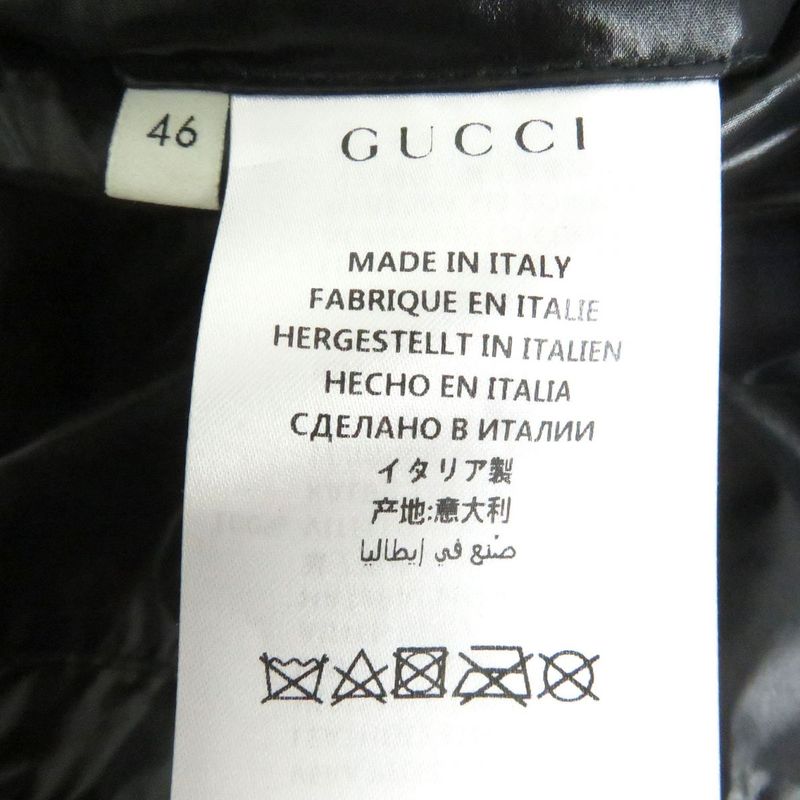 46
GUCCI
MADE IN ITALY
FABRIQUE EN ITALIE
HERGESTELLT IN ITALIEN
HECHO EN ITALIA
СДЕЛАНО В ИТАЛИИ
イタリア製
产地:意大利
صنع في إيطاليا